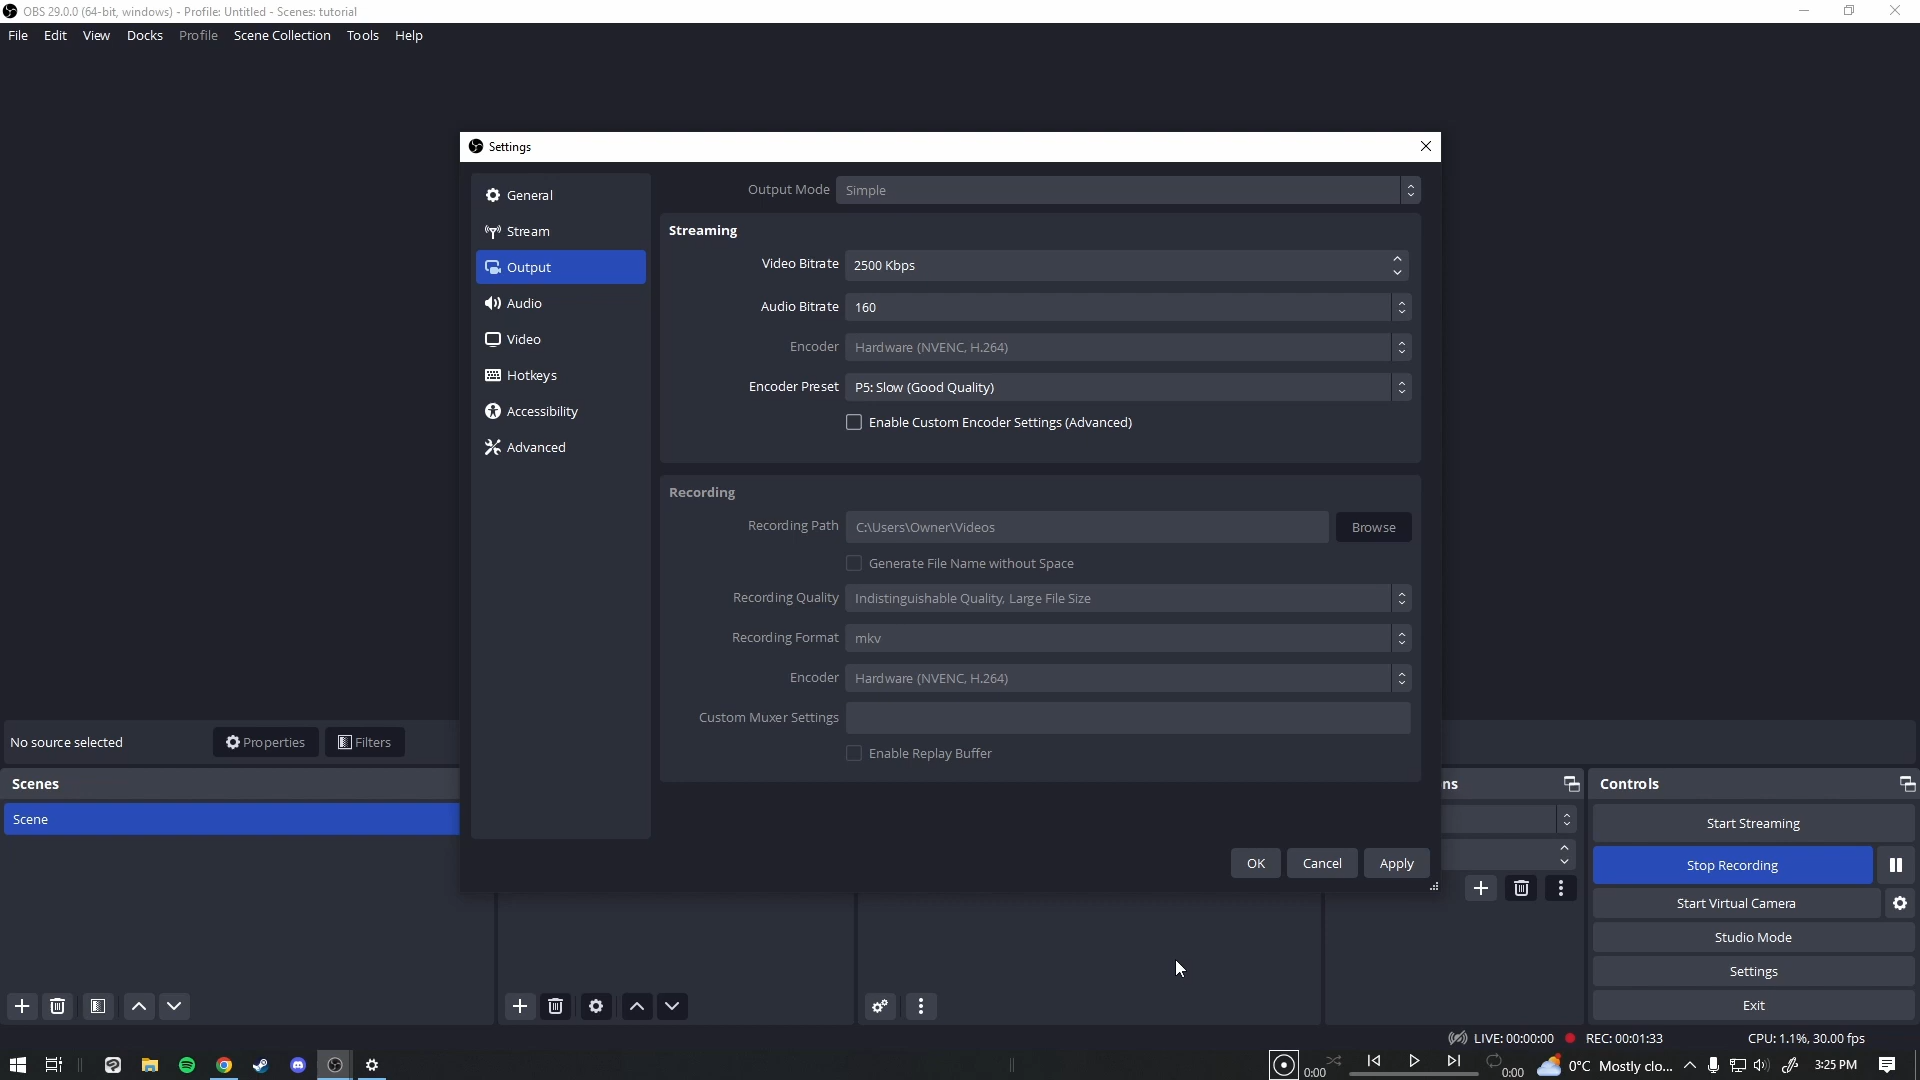 OBS 29.0.0 (64-bit, windows) - Profile: Untitled - Scenes: tutorial
File Edit View Docks Profile Scene Collection Tools Help
Settings
General
Stream
Output
Audio
Video
Hotkeys
Accessibility
Advanced
Output Mode Simple
Streaming
Video Bitrate 2500 Kbps
Audio Bitrate 160
Encoder Hardware (NVENC, H.264)
Encoder Preset P5: Slow (Good Quality)
Enable Custom Encoder Settings (Advanced)
Recording
Recording Path C:\Users\Owner\Videos Browse
Generate File Name without Space
Recording Quality Indistinguishable Quality, Large File Size
Recording Format mkv
Encoder Hardware (NVENC, H.264)
Custom Muxer Settings
Enable Replay Buffer
OK Cancel Apply
No source selected Properties Filters
Scenes
Scene
ns
Controls
Start Streaming
Stop Recording
Start Virtual Camera
Studio Mode
Settings
Exit
LIVE: 00:00:00 REC: 00:01:33 CPU: 1.1%, 30.00 fps
0:00 0:00 0°C Mostly clo... 3:25 PM